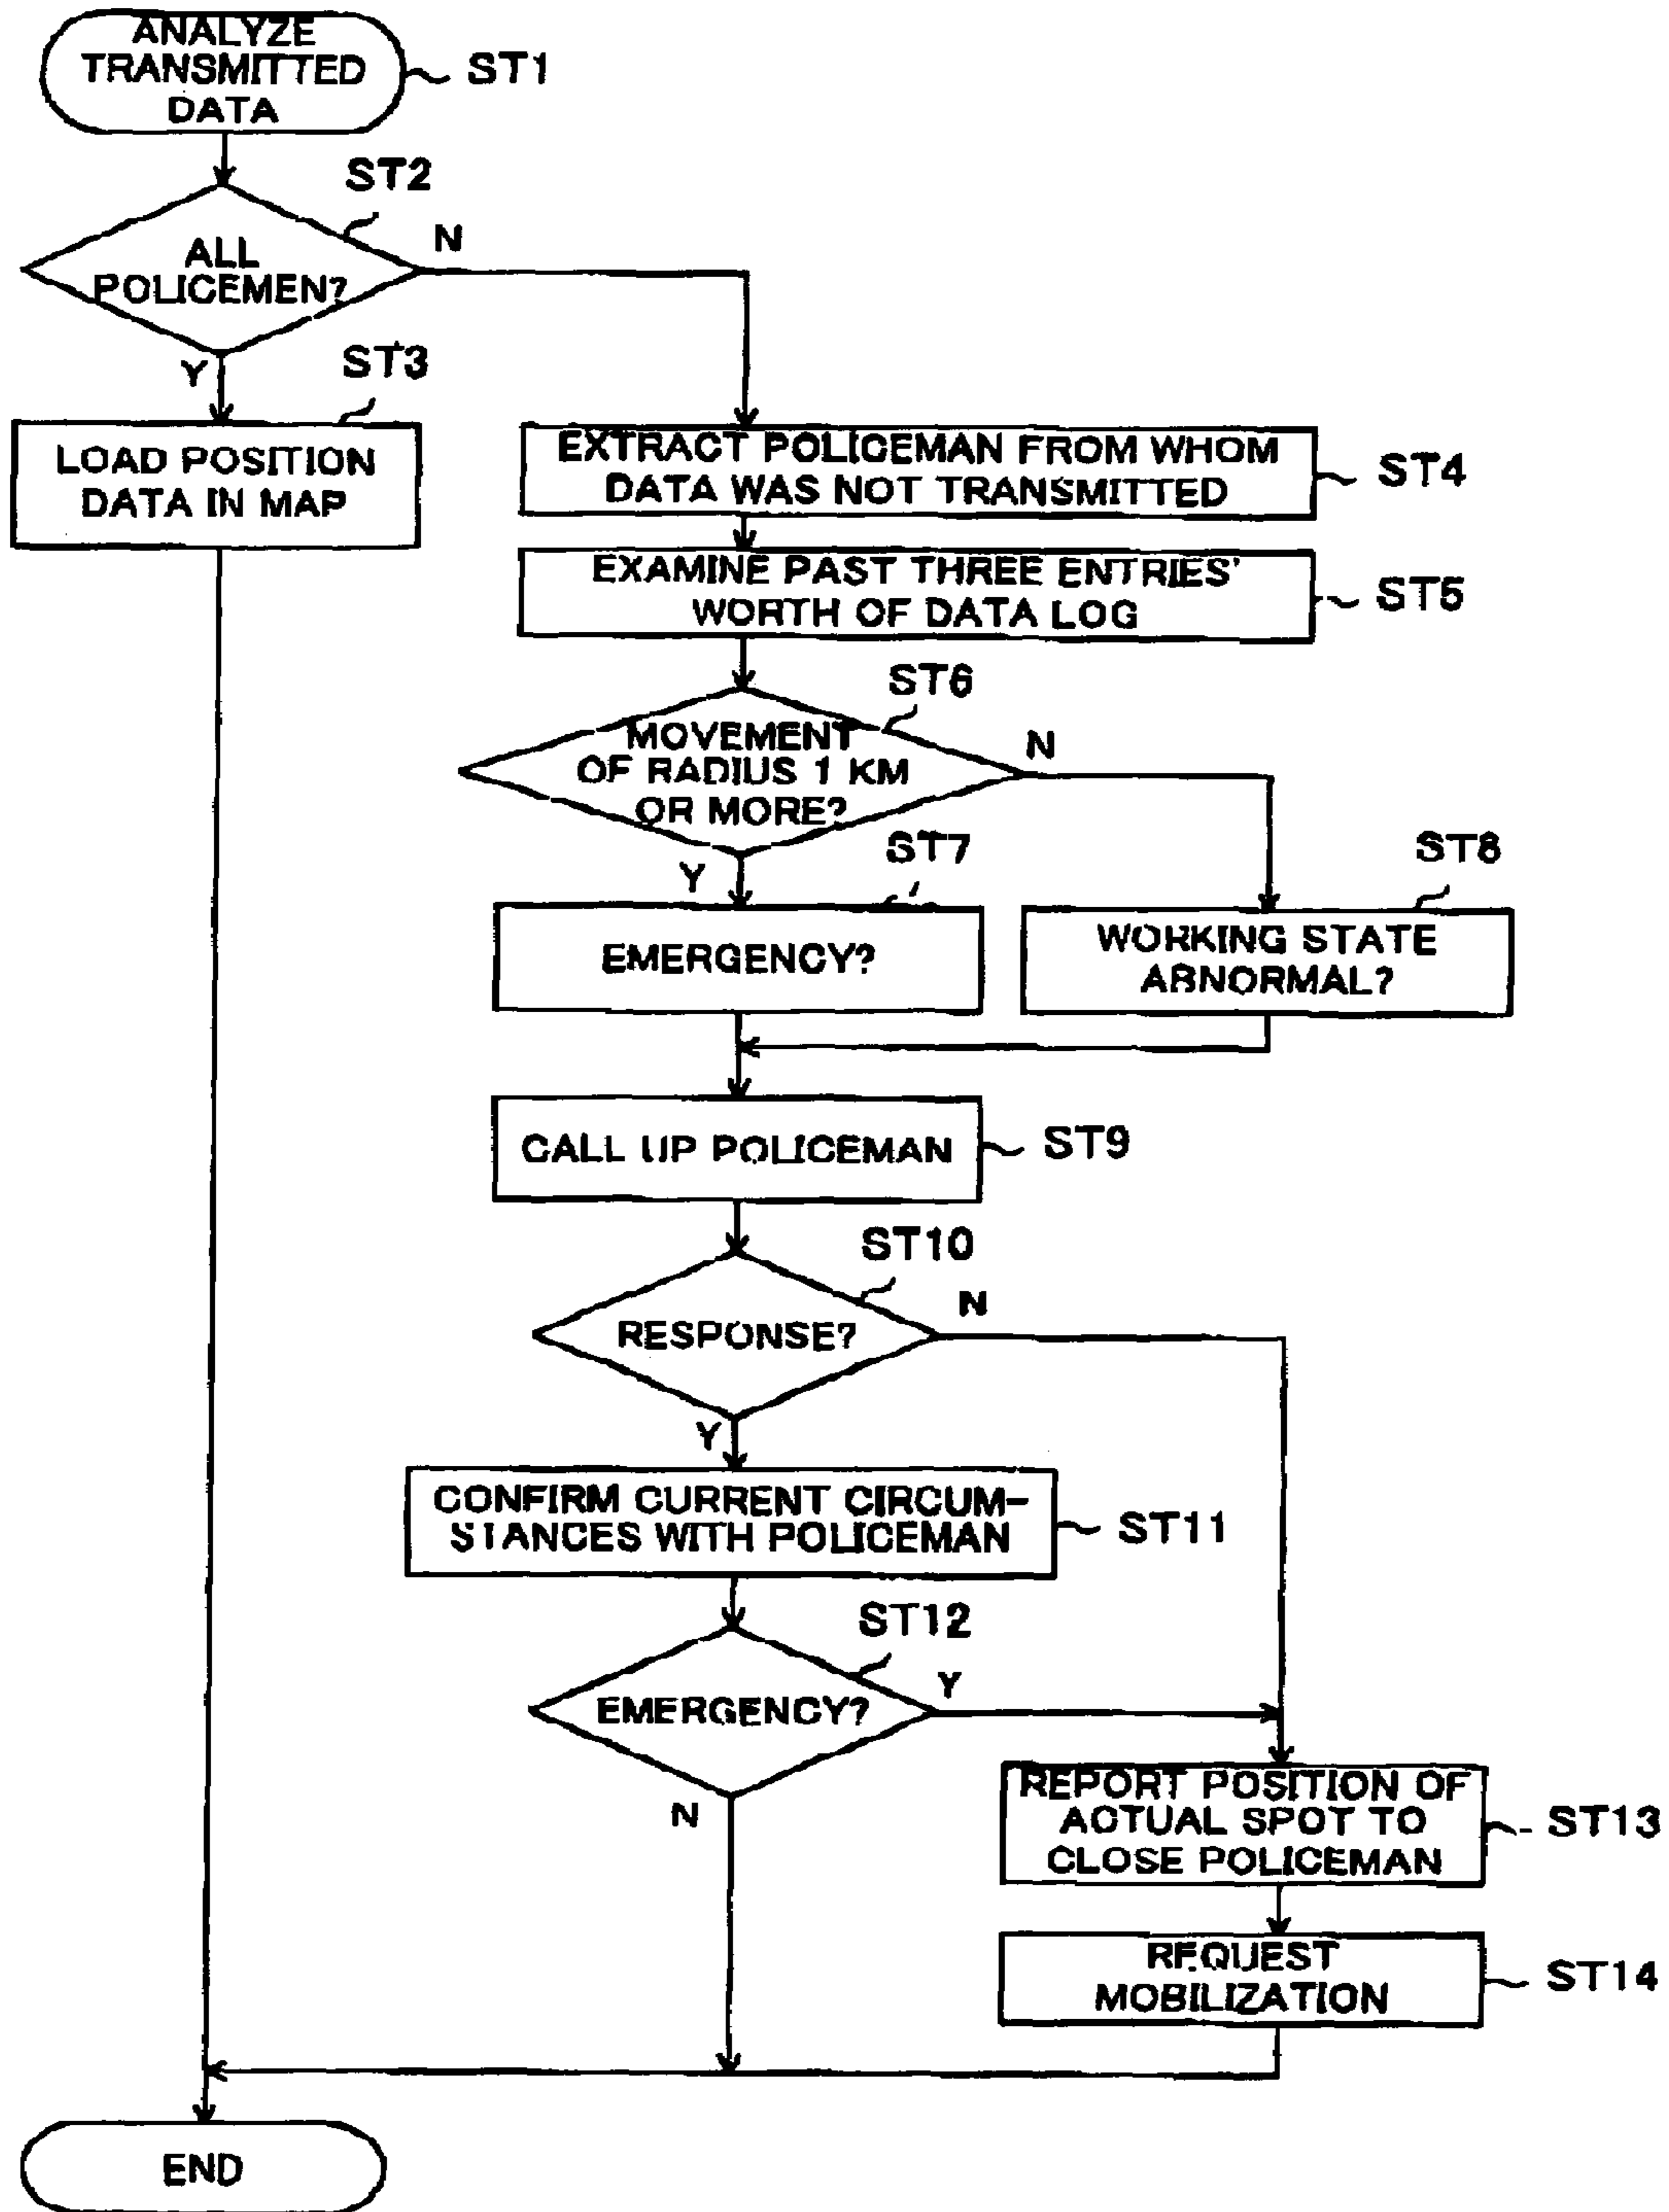 ANALYZE
TRANSMITTED
DATA
ST1
ST2
ALL
POLICEMEN?
N
Y
ST3
LOAD POSITION
DATA IN MAP
EXTRACT POLICEMAN FROM WHOM
DATA WAS NOT TRANSMITTED
ST4
EXAMINE PAST THREE ENTRIES'
WORTH OF DATA LOG
ST5
ST6
MOVEMENT
OF RADIUS 1 KM
OR MORE?
N
Y
ST7
EMERGENCY?
ST8
WORKING STATE
ABNORMAL?
CALL UP POLICEMAN
ST9
ST10
RESPONSE?
N
Y
CONFIRM CURRENT CIRCUM-
STANCES WITH POLICEMAN
ST11
ST12
EMERGENCY?
Y
N
REPORT POSITION OF
ACTUAL SPOT TO
CLOSE POLICEMAN
ST13
REQUEST
MOBILIZATION
ST14
END